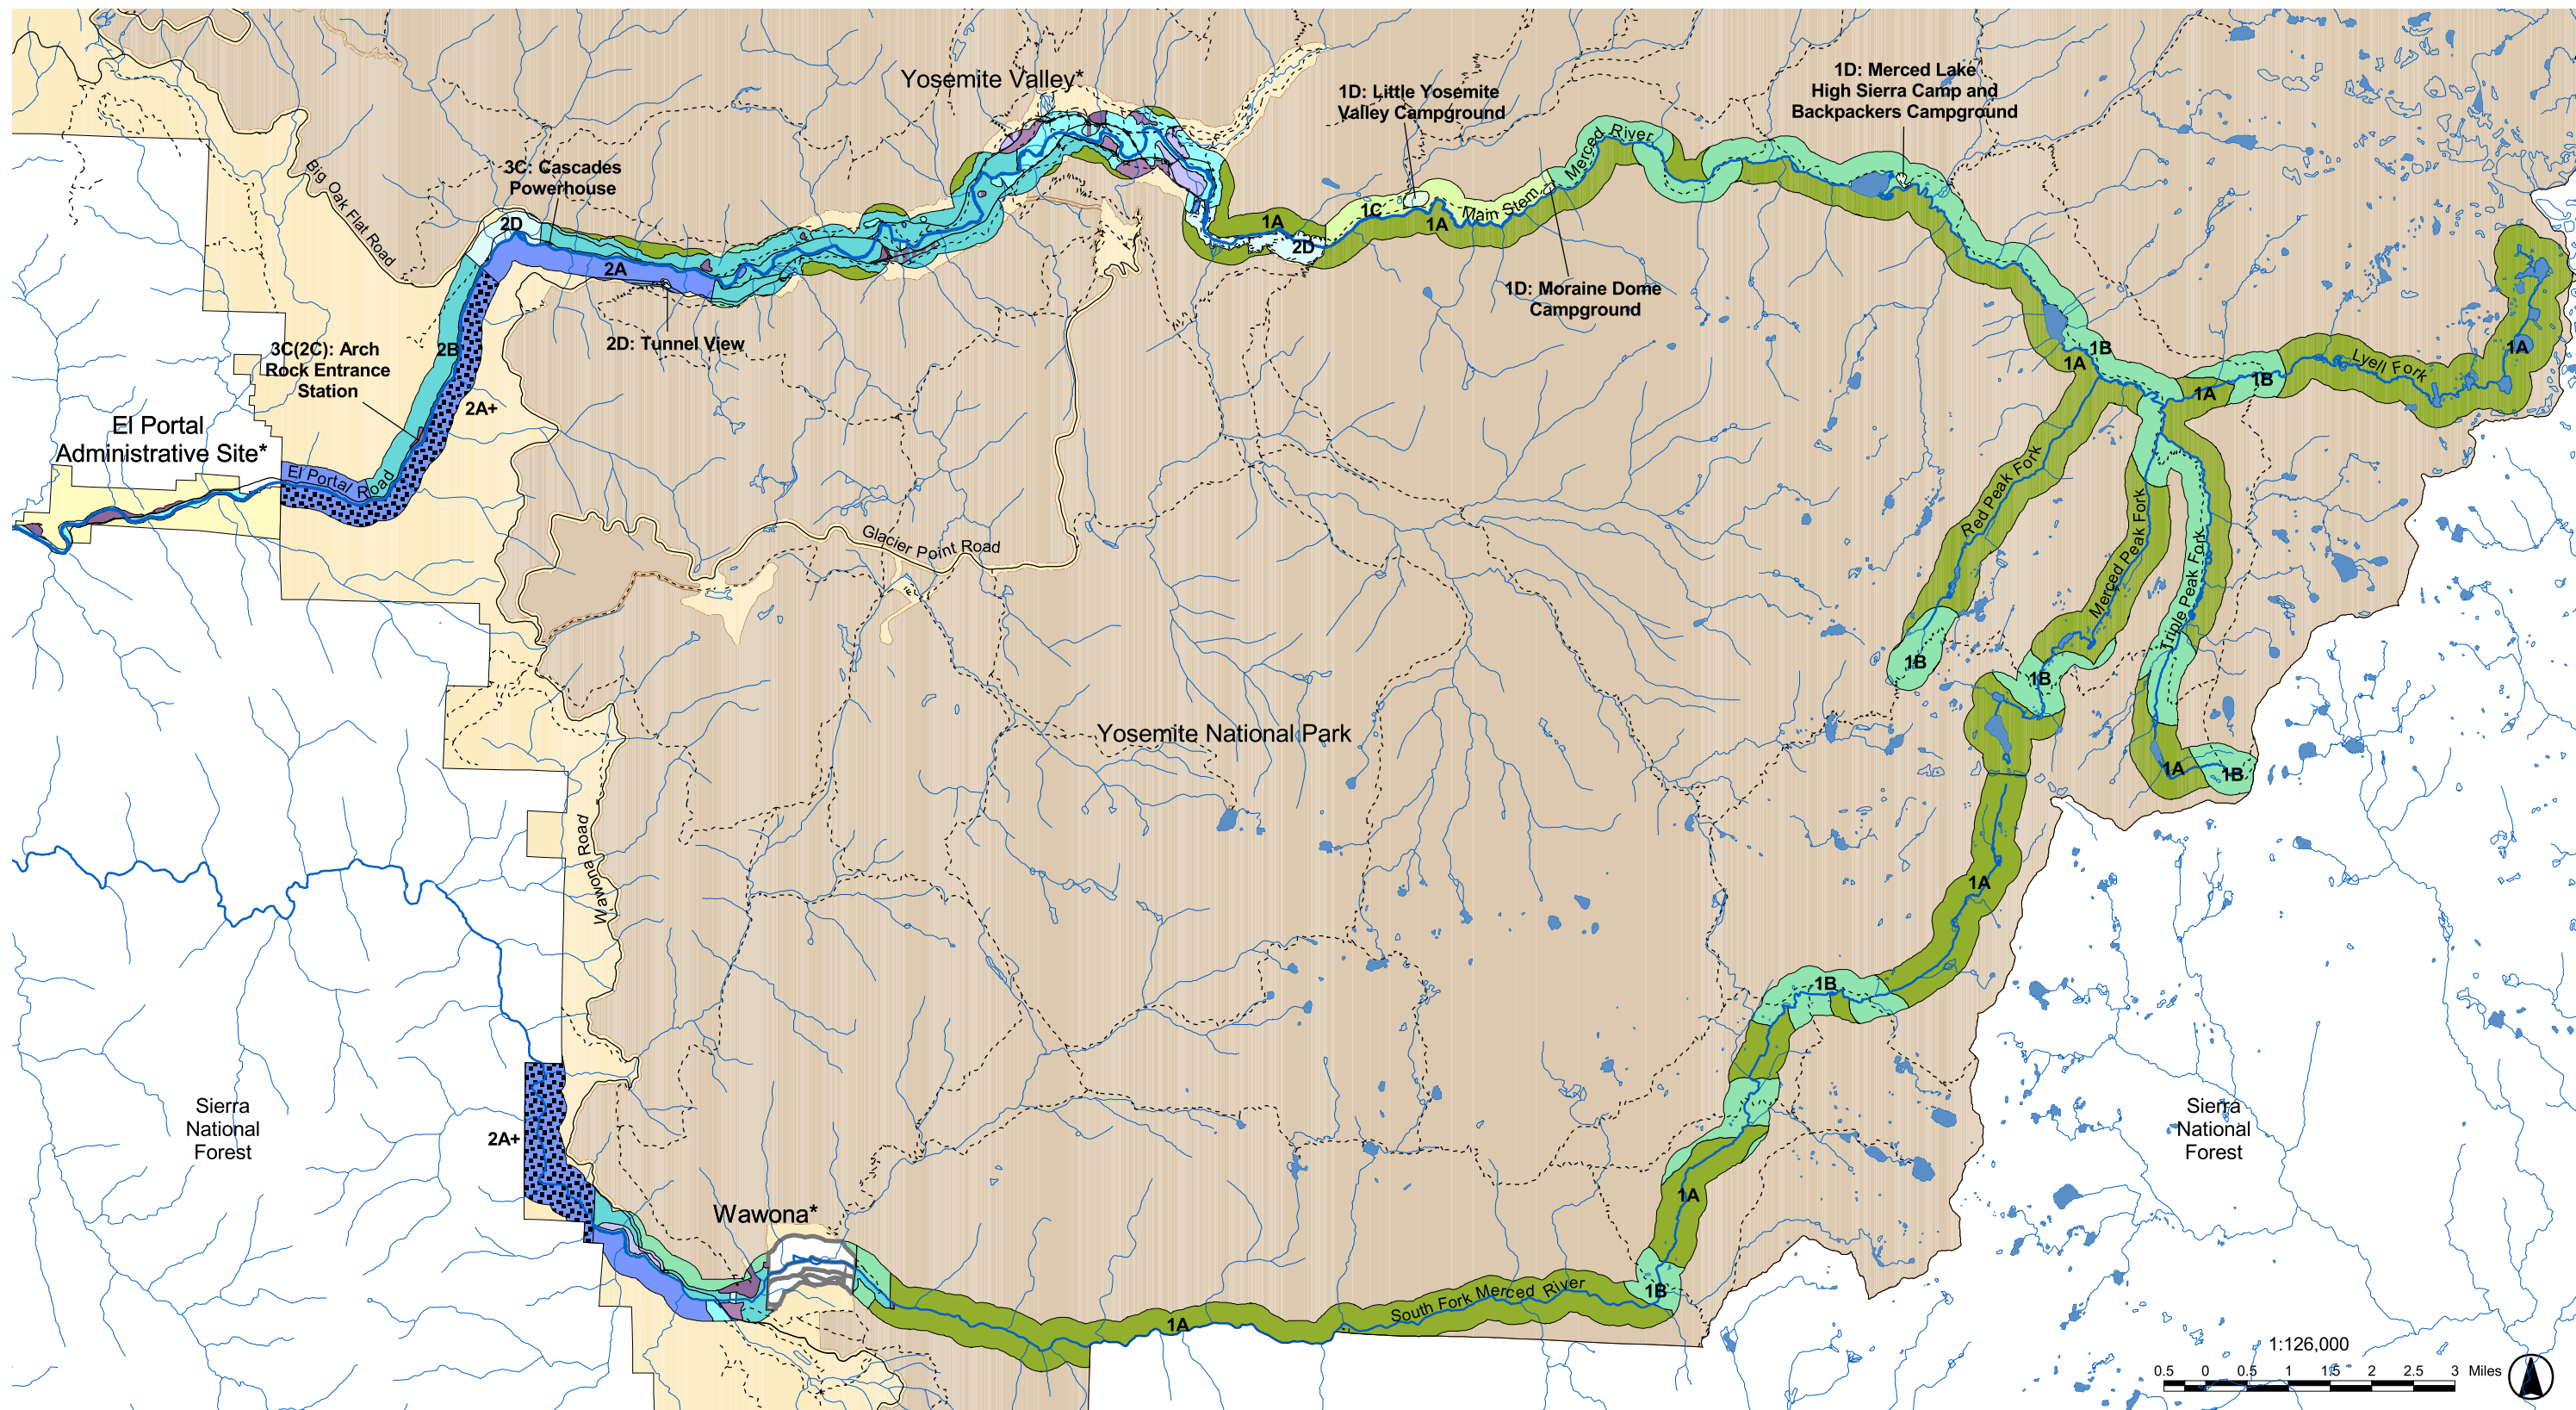 Yosemite Valley*
1D: Little Yosemite
Valley Campground
1D: Merced Lake
High Sierra Camp and
Backpackers Campground
3C: Cascades
Powerhouse
Big Oak Flat Road
2D
2A
2D: Tunnel View
1A
2D
1C
1A
Main Stem
Merced River
1D: Moraine Dome
Campground
2B
3C(2C): Arch
Rock Entrance
Station
2A+
El Portal
Administrative Site*
El Portal Road
1B
1A
1A
1B
Lyell Fork
1A
Red Peak Fork
Merced Peak Fork
Triple Peak Fork
Glacier Point Road
1B
1B
1A
1B
Yosemite National Park
Wawona Road
1A
1B
Sierra
National
Forest
2A+
Sierra
National
Forest
1A
Wawona*
1B
South Fork Merced River
1A
1:126,000
0.5 0 0.5 1 1.5 2 2.5 3 Miles